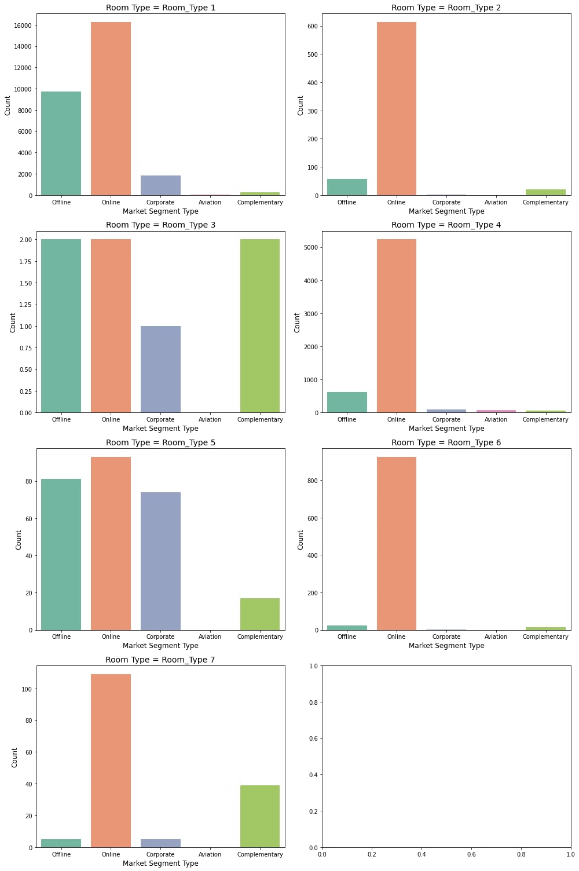 Room Type = Room_Type 1
16000
14000
12000
10000
8000
6000
4000
2000
0
Count
Offline Online Corporate Aviation Complementary
Market Segment Type
Room Type = Room_Type 2
600
500
400
300
200
100
0
Count
Offline Online Corporate Aviation Complementary
Market Segment Type
Room Type = Room_Type 3
2.00
1.75
1.50
1.25
1.00
0.75
0.50
0.25
0.00
Count
Offline Online Corporate Aviation Complementary
Market Segment Type
Room Type = Room_Type 4
5000
4000
3000
2000
1000
0
Count
Offline Online Corporate Aviation Complementary
Market Segment Type
Room Type = Room_Type 5
80
60
40
20
0
Count
Offline Online Corporate Aviation Complementary
Market Segment Type
Room Type = Room_Type 6
800
600
400
200
0
Count
Offline Online Corporate Aviation Complementary
Market Segment Type
Room Type = Room_Type 7
100
80
60
40
20
0
Count
Offline Online Corporate Aviation Complementary
Market Segment Type
1.0
0.8
0.6
0.4
0.2
0.0
0.0 0.2 0.4 0.6 0.8 1.0